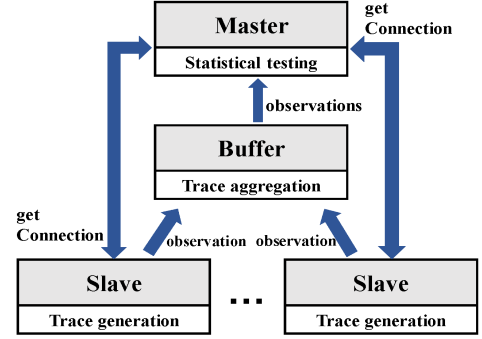 get
Connection
Master
Statistical testing
observations
Buffer
Trace aggregation
get
Connection
observation
observation
Slave
Trace generation
...
Slave
Trace generation